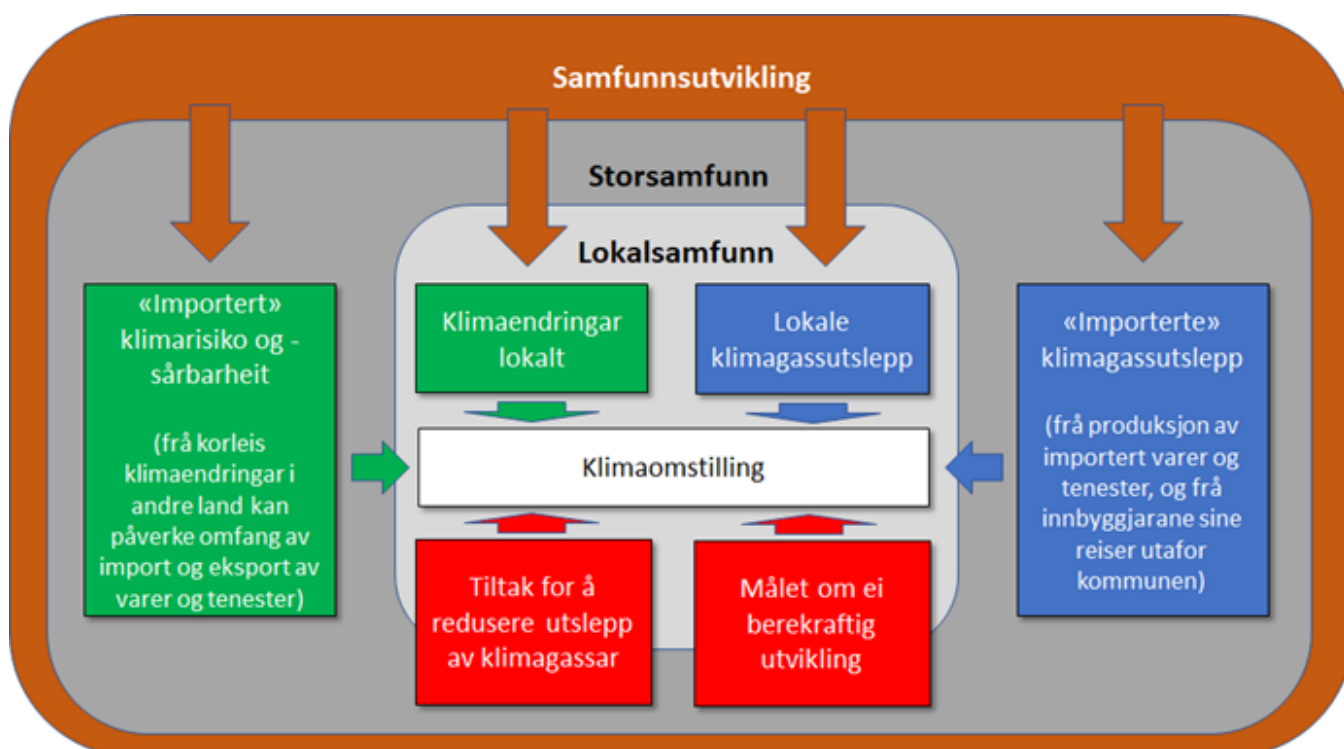 Samfunnsutvikling
Storsamfunn
Lokalsamfunn
«Importert»
klimarisiko og -
sårbarheit
(frå korleis
klimaendringar i
andre land kan
påverke omfang av
import og eksport av
varer og tenester)
Klimaendringar
lokalt
Lokale
klimagassutslepp
«Importerte»
klimagassutslepp
(frå produksjon av
importert varer og
tenester, og frå
innbyggjarane sine
reiser utafor
kommunen)
Klimaomstilling
Tiltak for å
redusere utslepp
av klimagassar
Målet om ei
berekraftig
utvikling